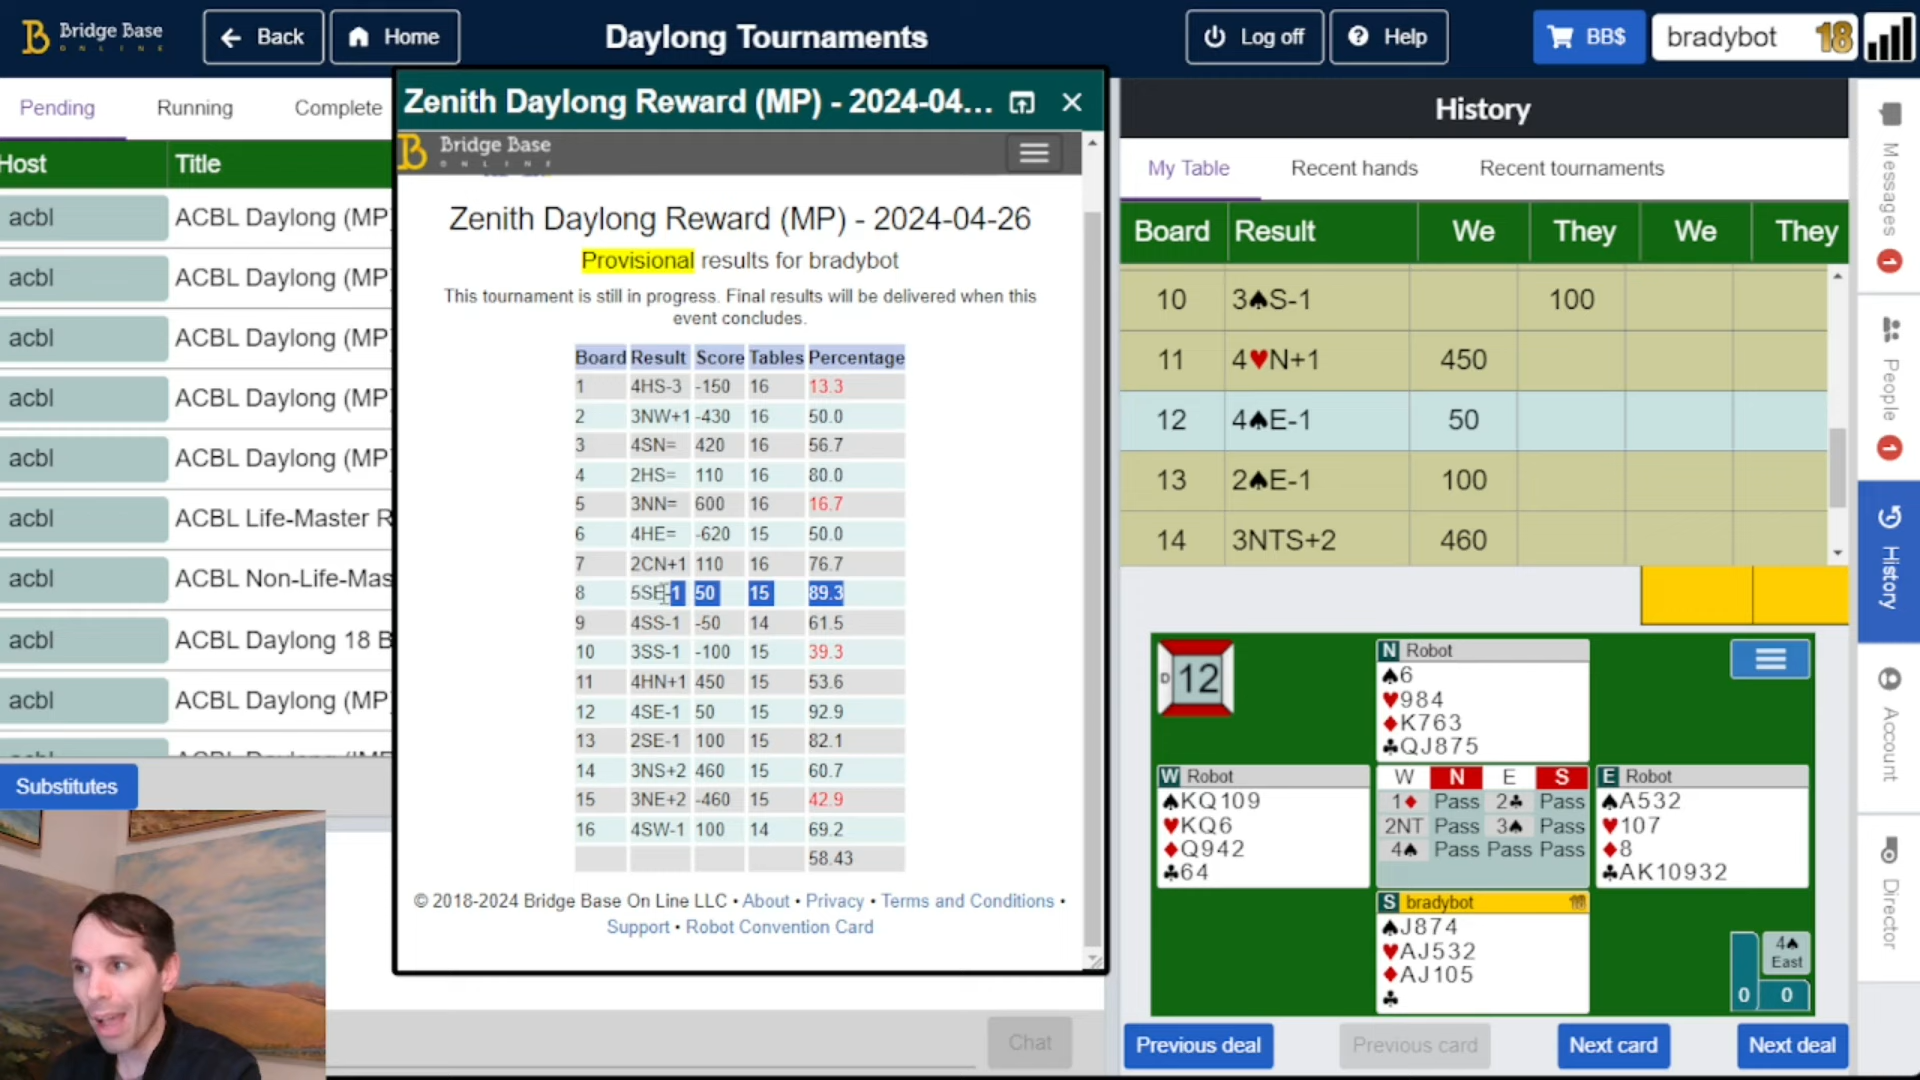 Bridge Base
ONLINE
Back
Home
Daylong Tournaments
Log off
Help
BB$
bradybot
18
Pending
Running
Complete
Host
Title
acbl
ACBL Daylong (MP)
acbl
ACBL Daylong (MP)
acbl
ACBL Daylong (MP)
acbl
ACBL Daylong (MP)
acbl
ACBL Daylong (MP)
acbl
ACBL Life-Master R
acbl
ACBL Non-Life-Mas
acbl
ACBL Daylong 18 B
acbl
ACBL Daylong (MP)
Substitutes
Zenith Daylong Reward (MP) - 2024-04...
Bridge Base
ONLINE
Zenith Daylong Reward (MP) - 2024-04-26
Provisional results for bradybot
This tournament is still in progress. Final results will be delivered when this
event concludes.
Board Result Score Tables Percentage
1 4HS-3 -150 16 13.3
2 3NW+1 -430 16 50.0
3 4SN= 420 16 56.7
4 2HS= 110 16 80.0
5 3NN= 600 16 16.7
6 4HE= -620 15 50.0
7 2CN+1 110 16 76.7
8 5SE-1 50 15 89.3
9 4SS-1 -50 14 61.5
10 3SS-1 -100 15 39.3
11 4HN+1 450 15 53.6
12 4SE-1 50 15 92.9
13 2SE-1 100 15 82.1
14 3NS+2 460 15 60.7
15 3NE+2 -460 15 42.9
16 4SW-1 100 14 69.2
58.43
© 2018-2024 Bridge Base On Line LLC • About • Privacy • Terms and Conditions •
Support • Robot Convention Card
Chat
History
My Table
Recent hands
Recent tournaments
Board Result We They We They
10 3♠S-1 100
11 4♥N+1 450
12 4♠E-1 50
13 2♠E-1 100
14 3NTS+2 460
D 12
N Robot
♠6
♥984
♦K763
♣QJ875
W Robot
♠KQ109
♥KQ6
♦Q942
♣64
W N E S
1♦ Pass 2♣ Pass
2NT Pass 3♠ Pass
4♠ Pass Pass Pass
E Robot
♠A532
♥107
♦8
♣AK10932
S bradybot 18
♠J874
♥AJ532
♦AJ105
♣
4♠
East
0 0
Previous deal
Previous card
Next card
Next deal
Messages
1
People
1
History
Account
Director